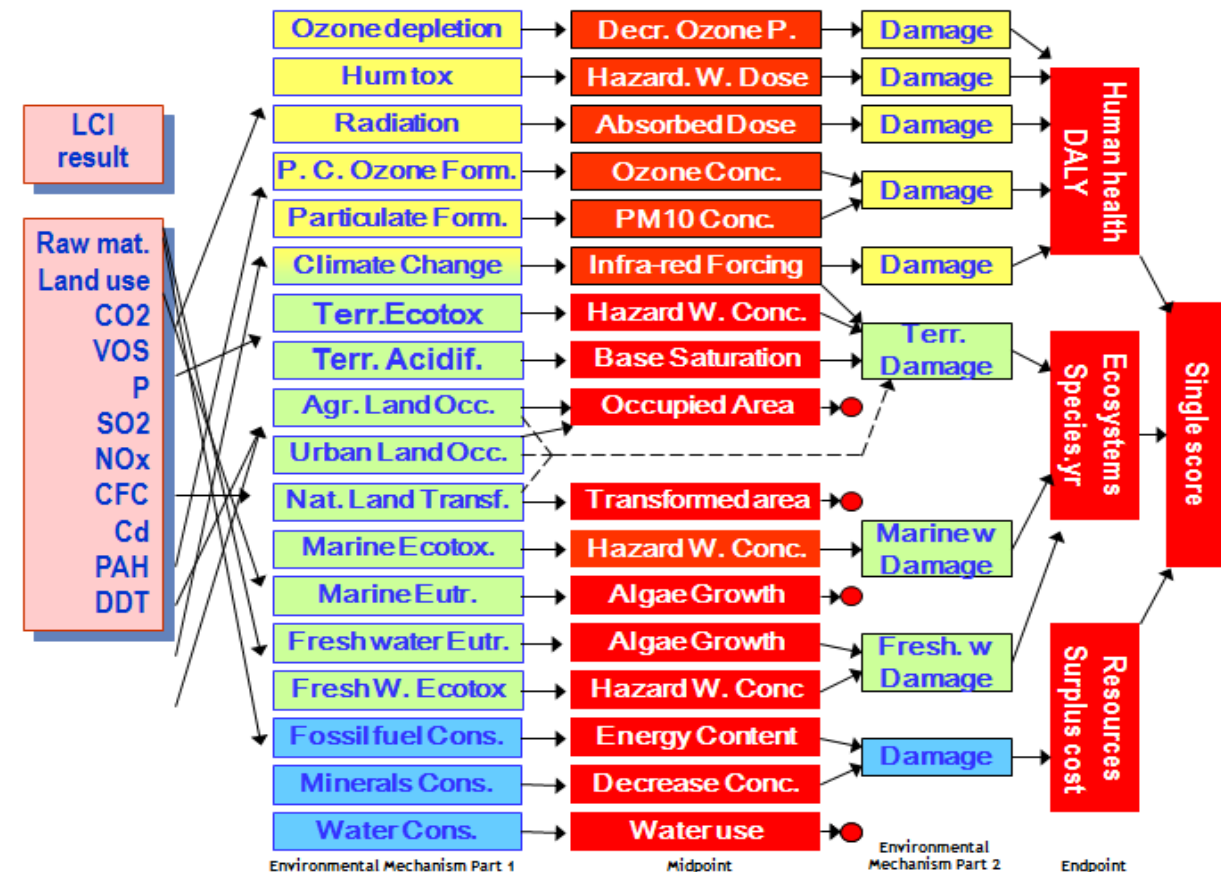 LCI
result
Raw mat.
Land use
CO2
VOS
P
SO2
NOx
CFC
Cd
PAH
DDT
Ozone depletion
Hum tox
Radiation
P. C. Ozone Form.
Particulate Form.
Climate Change
Terr.Ecotox
Terr. Acidif.
Agr. Land Occ.
Urban Land Occ.
Nat. Land Transf.
Marine Ecotox.
Marine Eutr.
Freshwater Eutr.
Fresh W. Ecotox
Fossil fuel Cons.
Minerals Cons.
Water Cons.
Environmental Mechanism Part 1
Decr. Ozone P.
Hazard. W. Dose
Absorbed Dose
Ozone Conc.
PM10 Conc.
Infra-red Forcing
Hazard W. Conc.
Base Saturation
Occupied Area
Transformed area
Hazard W. Conc.
Algae Growth
Algae Growth
Hazard W. Conc
Energy Content
Decrease Conc.
Water use
Midpoint
Damage
Damage
Damage
Damage
Damage
Terr.
Damage
Marine w
Damage
Fresh. w
Damage
Damage
Environmental
Mechanism Part 2
Human health
DALY
Ecosystems
Species.yr
Resources
Surplus cost
Endpoint
Single score